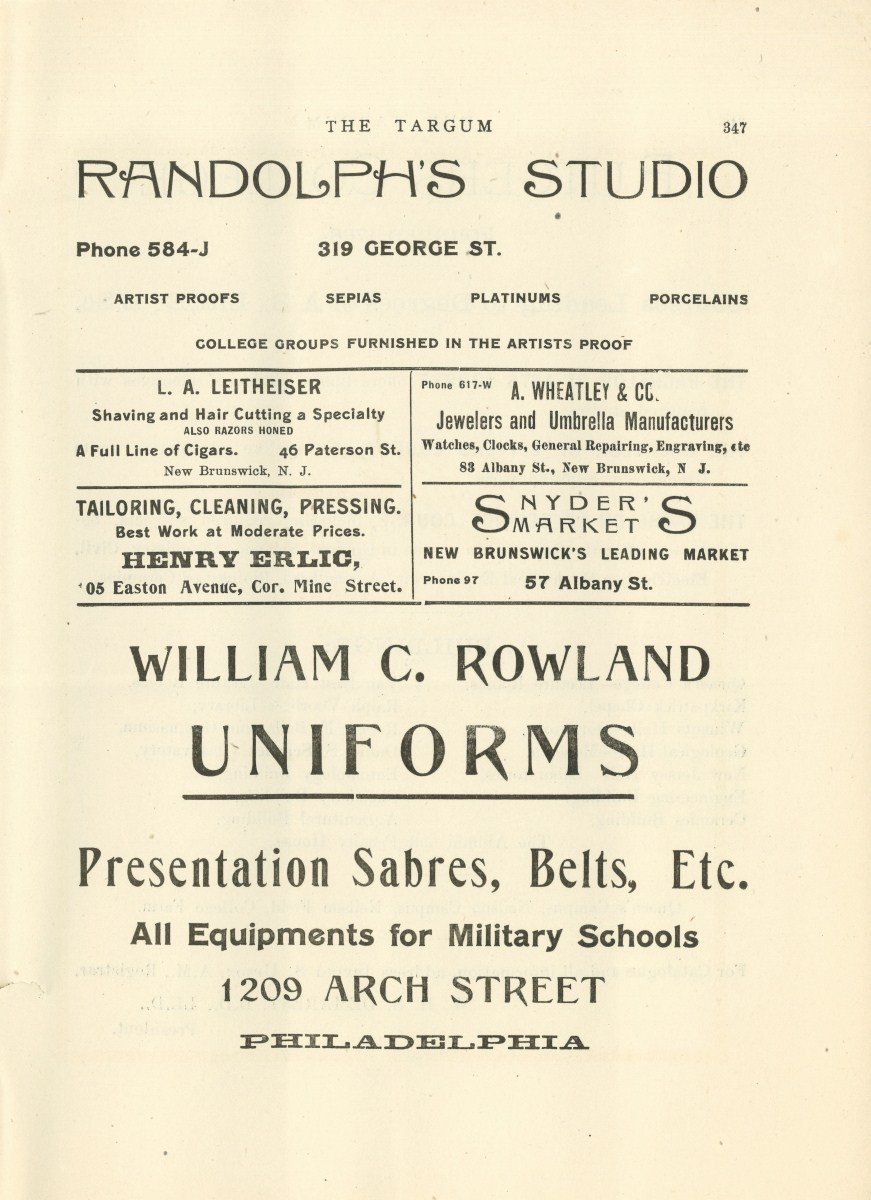 THE TARGUM 347
RANDOLPH'S STUDIO
Phone 584-J 319 GEORGE ST.
ARTIST PROOFS SEPIAS PLATINUMS PORCELAINS
COLLEGE GROUPS FURNISHED IN THE ARTISTS PROOF
L. A. LEITHEISER
Shaving and Hair Cutting a Specialty
ALSO RAZORS HONED
A Full Line of Cigars. 46 Paterson St.
New Brunswick, N. J.
TAILORING, CLEANING, PRESSING.
Best Work at Moderate Prices.
HENRY ERLIC,
05 Easton Avenue, Cor. Mine Street.
Phone 617-W A. WHEATLEY & CO.
Jewelers and Umbrella Manufacturers
Watches, Clocks, General Repairing, Engraving, etc
83 Albany St., New Brunswick, N J.
SNYDER'S
MARKET
NEW BRUNSWICK'S LEADING MARKET
Phone 97 57 Albany St.
WILLIAM C. ROWLAND
UNIFORMS
Presentation Sabres, Belts, Etc.
All Equipments for Military Schools
1209 ARCH STREET
PHILADELPHIA